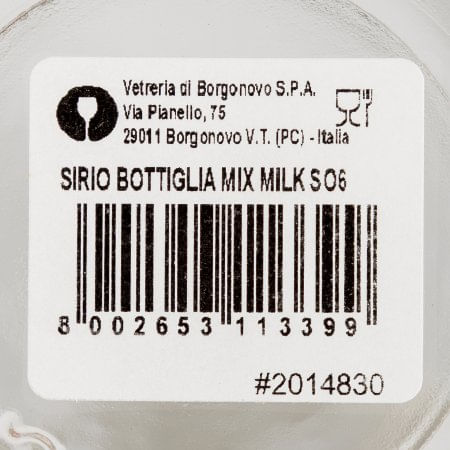 Vetreria di Borgonovo S.P.A.
Via Pianello, 75
29011 Borgonovo V.T. (PC) - Italia
SIRIO BOTTIGLIA MIX MILK SO6
8 002653 113399
#2014830